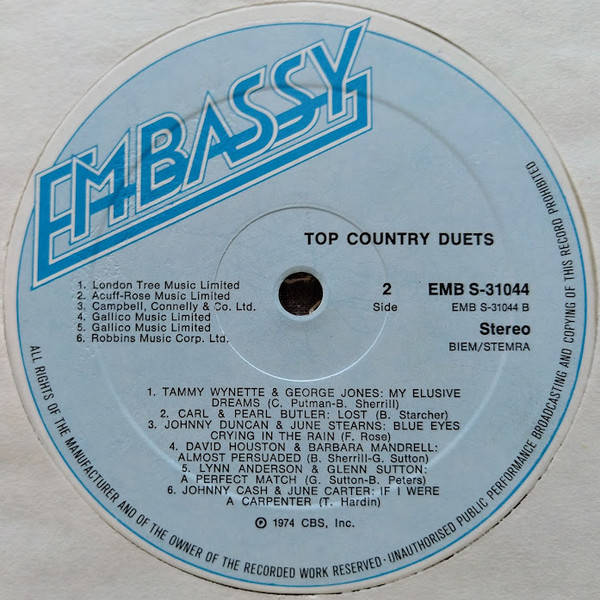 EMBASSY
TOP COUNTRY DUETS
1. London Tree Music Limited
2. Acuff-Rose Music Limited
3. Campbell, Connelly & Co. Ltd.
4. Gallico Music Limited
5. Gallico Music Limited
6. Robbins Music Corp. Ltd.
2
Side
EMB S-31044
EMB S-31044 B
Stereo
BIEM/STEMRA
1. TAMMY WYNETTE & GEORGE JONES: MY ELUSIVE
DREAMS (C. Putman-B. Sherrill)
2. CARL & PEARL BUTLER: LOST (B. Starcher)
3. JOHNNY DUNCAN & JUNE STEARNS: BLUE EYES
CRYING IN THE RAIN (F. Rose)
4. DAVID HOUSTON & BARBARA MANDRELL:
ALMOST PERSUADED (B. Sherrill-G. Sutton)
5. LYNN ANDERSON & GLENN SUTTON:
A PERFECT MATCH (G. Sutton-B. Peters)
6. JOHNNY CASH & JUNE CARTER: IF I WERE
A CARPENTER (T. Hardin)
℗ 1974 CBS, Inc.
ALL RIGHTS OF THE MANUFACTURER AND OF THE OWNER OF THE RECORDED WORK RESERVED · UNAUTHORISED PUBLIC PERFORMANCE BROADCASTING AND COPYING OF THIS RECORD PROHIBITED